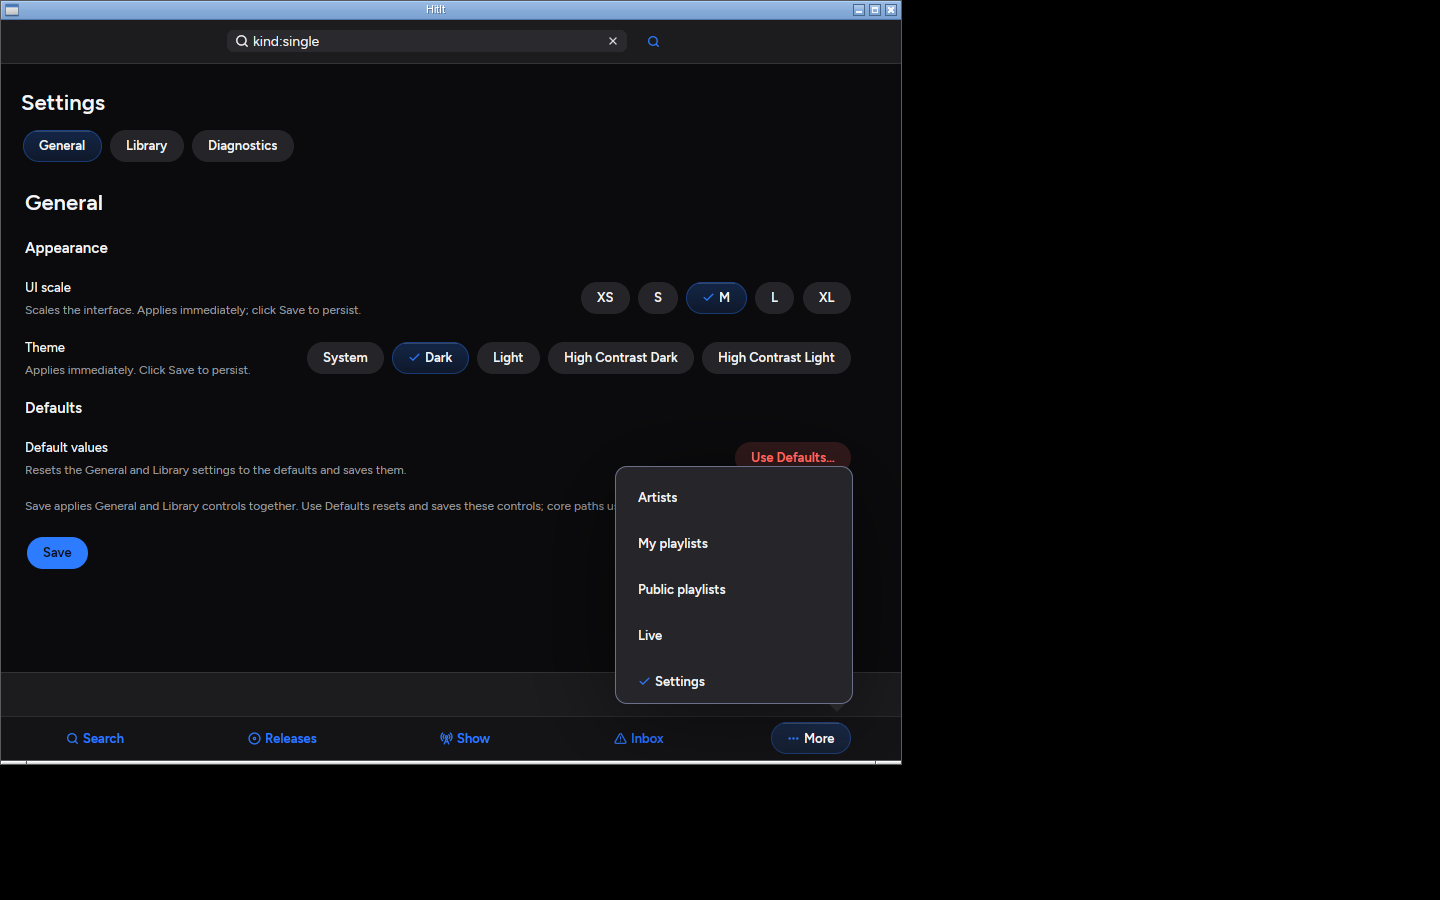 HitIt
kind:single
Settings
General Library Diagnostics
General
Appearance
UI scale
Scales the interface. Applies immediately; click Save to persist.
XS S M L XL
Theme
Applies immediately. Click Save to persist.
System Dark Light High Contrast Dark High Contrast Light
Defaults
Default values
Resets the General and Library settings to the defaults and saves them.
Use Defaults...
Save applies General and Library controls together. Use Defaults resets and saves these controls; core paths
Save
Artists
My playlists
Public playlists
Live
Settings
Search Releases Show Inbox More